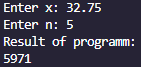 Enter x: 32.75
Enter n: 5
Result of programm:
5971